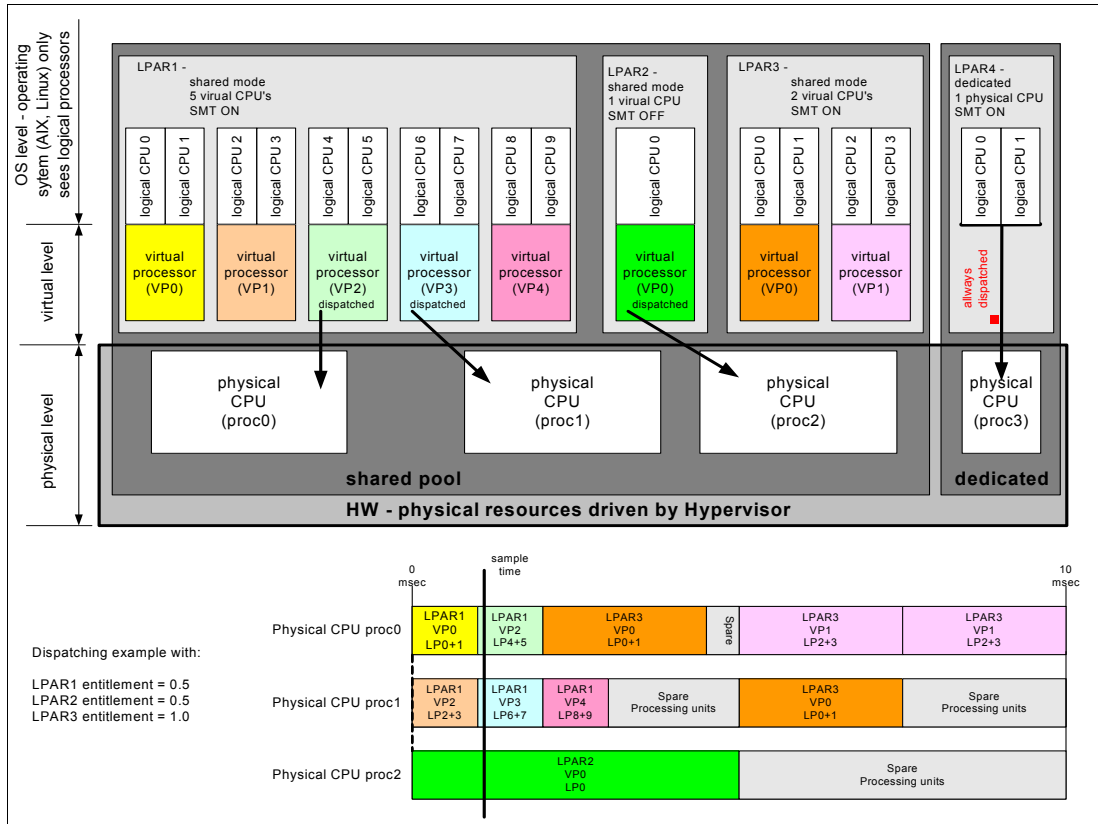 OS level - operating
sytem (AIX, Linux) only
sees logical processors
virtual level
physical level
LPAR1 -
shared mode
5 virual CPU's
SMT ON
LPAR2 -
shared mode
1 virual CPU
SMT OFF
LPAR3 -
shared mode
2 virual CPU's
SMT ON
LPAR4 -
dedicated
1 physical CPU
SMT ON
logical CPU 0
logical CPU 1
logical CPU 2
logical CPU 3
logical CPU 4
logical CPU 5
logical CPU 6
logical CPU 7
logical CPU 8
logical CPU 9
logical CPU 0
logical CPU 0
logical CPU 1
logical CPU 2
logical CPU 3
logical CPU 0
logical CPU 1
virtual
processor
(VP0)
virtual
processor
(VP1)
virtual
processor
(VP2)
dispatched
virtual
processor
(VP3)
dispatched
virtual
processor
(VP4)
virtual
processor
(VP0)
dispatched
virtual
processor
(VP0)
virtual
processor
(VP1)
allways
dispatched
physical
CPU
(proc0)
physical
CPU
(proc1)
physical
CPU
(proc2)
physical
CPU
(proc3)
shared pool
dedicated
HW - physical resources driven by Hypervisor
0
msec
sample
time
10
msec
Dispatching example with:
LPAR1 entitlement = 0.5
LPAR2 entitlement = 0.5
LPAR3 entitlement = 1.0
Physical CPU proc0
LPAR1
VP0
LP0+1
LPAR1
VP2
LP4+5
LPAR3
VP0
LP0+1
Spare
LPAR3
VP1
LP2+3
LPAR3
VP1
LP2+3
Physical CPU proc1
LPAR1
VP2
LP2+3
LPAR1
VP3
LP6+7
LPAR1
VP4
LP8+9
Spare
Processing units
LPAR3
VP0
LP0+1
Spare
Processing units
Physical CPU proc2
LPAR2
VP0
LP0
Spare
Processing units